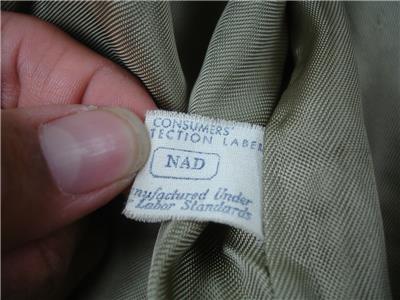 CONSUMERS'
TECTION LABEL
NAD
nufactured Under
Labor Standards